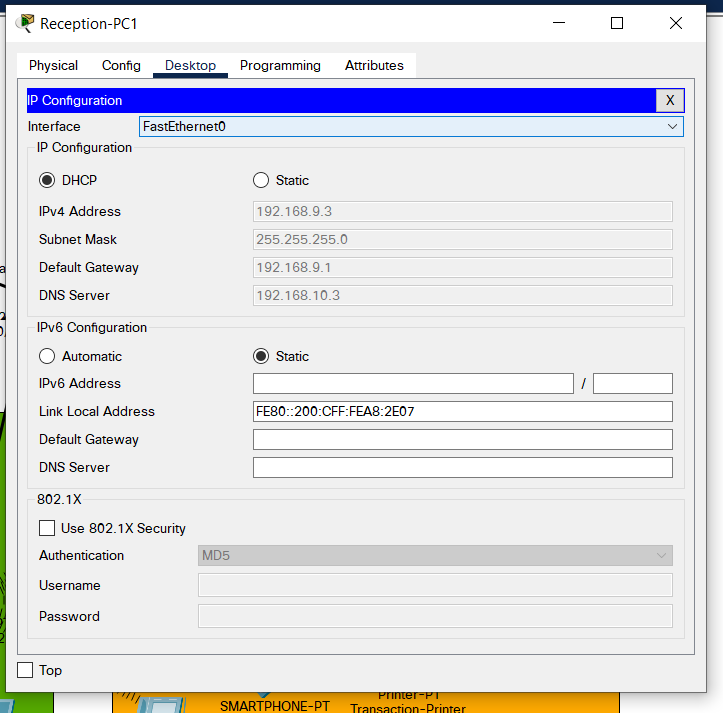 Reception-PC1
Physical Config Desktop Programming Attributes
IP Configuration X
Interface FastEthernet0
IP Configuration
DHCP Static
IPv4 Address 192.168.9.3
Subnet Mask 255.255.255.0
Default Gateway 192.168.9.1
DNS Server 192.168.10.3
IPv6 Configuration
Automatic Static
IPv6 Address /
Link Local Address FE80::200:CFF:FEA8:2E07
Default Gateway
DNS Server
802.1X
Use 802.1X Security
Authentication MD5
Username
Password
Top
SMARTPHONE-PT Printer-PT
Transaction-Printer